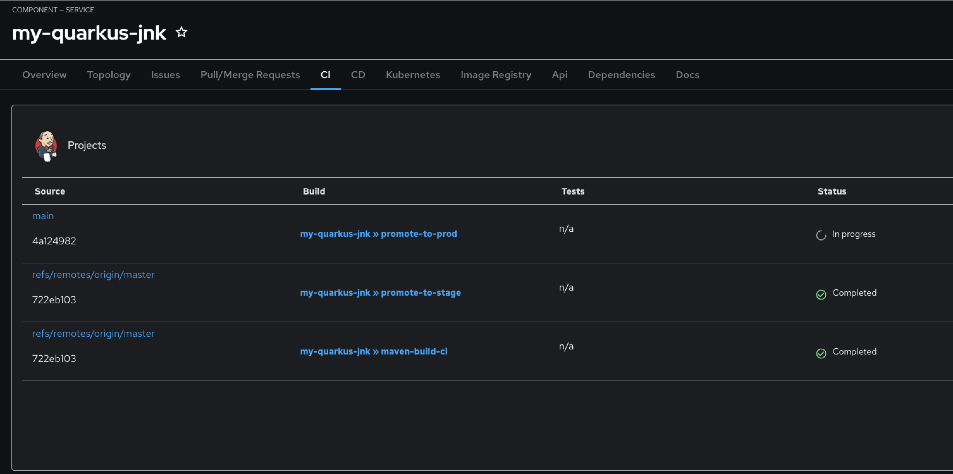 COMPONENT — SERVICE
my-quarkus-jnk
Overview Topology Issues Pull/Merge Requests CI CD Kubernetes Image Registry Api Dependencies Docs
Projects
Source Build Tests Status
main
4a124982
my-quarkus-jnk » promote-to-prod
n/a
In progress
refs/remotes/origin/master
722eb103
my-quarkus-jnk » promote-to-stage
n/a
Completed
refs/remotes/origin/master
722eb103
my-quarkus-jnk » maven-build-ci
n/a
Completed